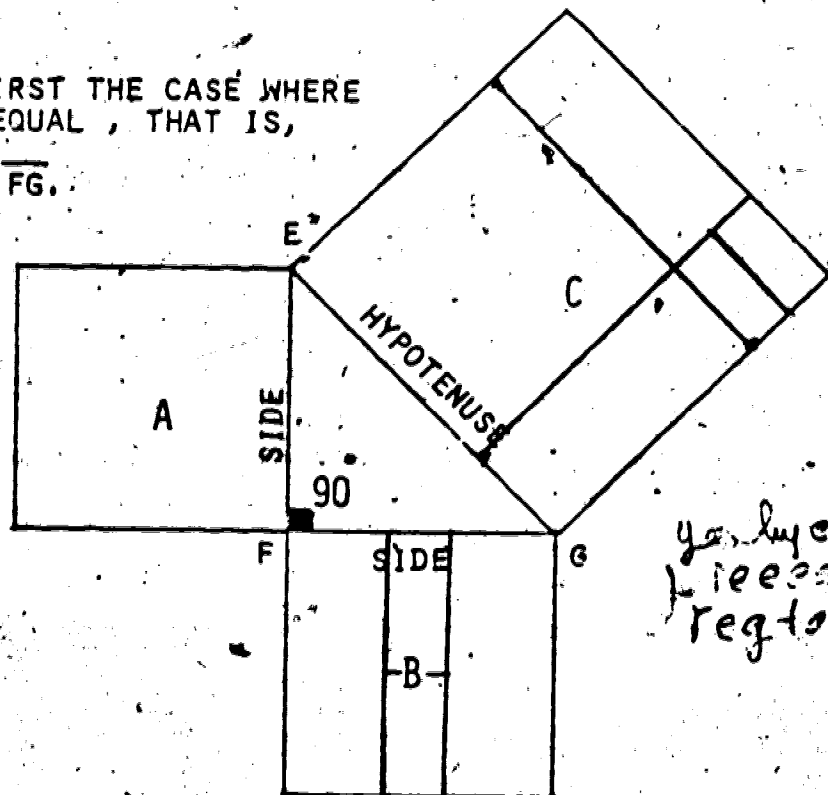 RST THE CASE WHERE
EQUAL , THAT IS,
FG.
E
C
HYPOTENUSE
A
SIDE
90
F
SIDE
G
B